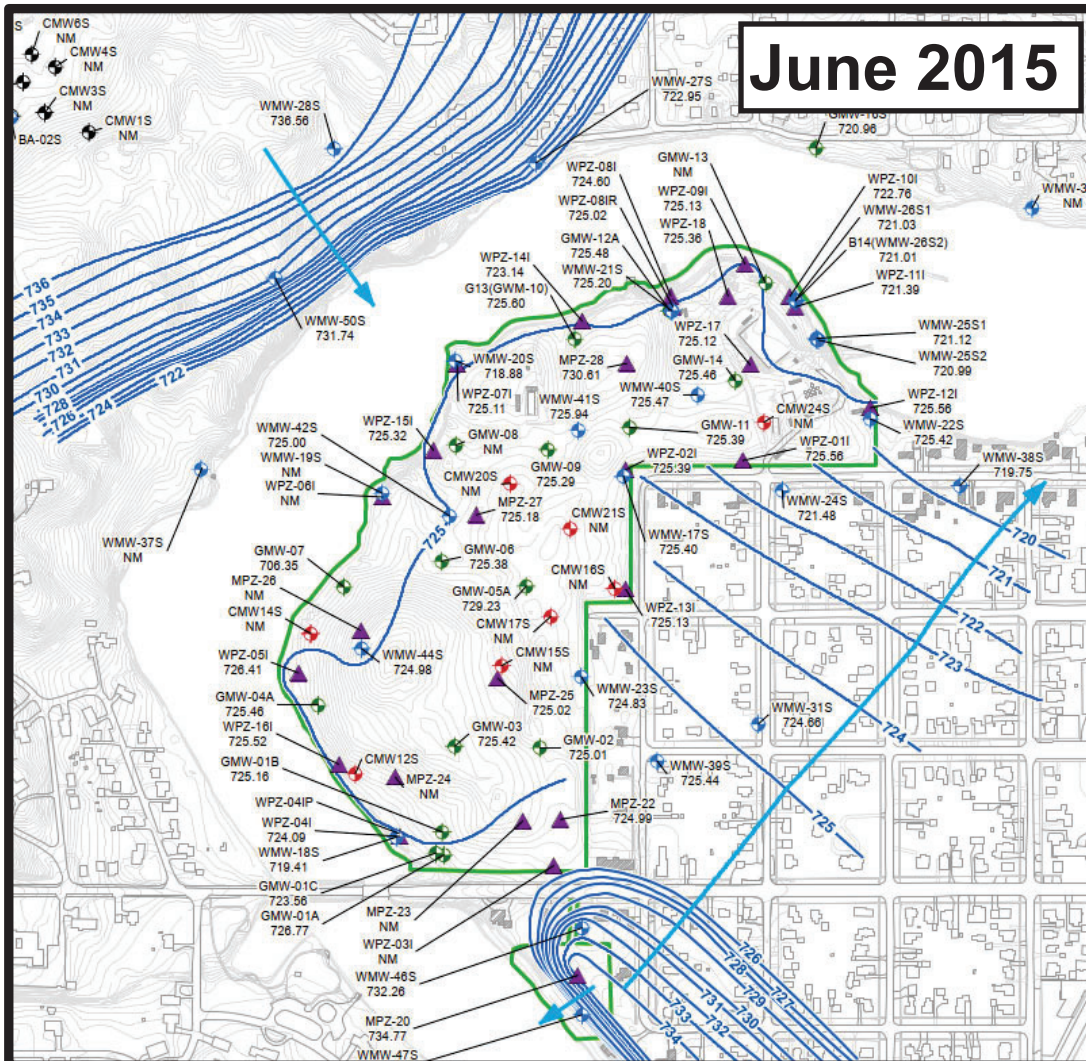 June 2015
S
CMW6S
NM
CMW4S
NM
CMW3S
NM
CMW1S
NM
BA-02S
WMW-28S
736.56
WMW-27S
722.95
GMW-16S
720.96
WMW-3
NM
WPZ-08I
724.60
WPZ-08IR
725.02
GMW-12A
725.48
WMW-21S
725.20
GMW-13
NM
WPZ-09I
725.13
WPZ-18
725.36
WPZ-10I
722.76
WMW-26S1
721.03
B14(WMW-26S2)
721.01
WPZ-11I
721.39
WPZ-14I
723.14
G13(GWM-10)
725.60
WMW-50S
731.74
736
735
734
733
732
731
730
728
726
724
722
WMW-20S
718.88
WPZ-07I
725.11
MPZ-28
730.61
WPZ-17
725.12
GMW-14
725.46
WMW-25S1
721.12
WMW-25S2
720.99
WMW-40S
725.47
WMW-41S
725.94
WPZ-12I
725.56
WMW-22S
725.42
CMW24S
NM
GMW-11
725.39
WPZ-01I
725.56
WPZ-15I
725.32
WMW-42S
725.00
WMW-19S
NM
WPZ-06I
NM
GMW-08
NM
GMW-09
725.29
WPZ-02I
725.39
WMW-38S
719.75
WMW-24S
721.48
CMW20S
NM
MPZ-27
725.18
CMW21S
NM
WMW-17S
725.40
WMW-37S
NM
725
720
721
722
723
724
725
GMW-07
706.35
GMW-06
725.38
CMW16S
NM
MPZ-26
NM
GMW-05A
729.23
WPZ-13I
725.13
CMW14S
NM
CMW17S
NM
WPZ-05I
726.41
WMW-44S
724.98
CMW15S
NM
GMW-04A
725.46
MPZ-25
725.02
WMW-23S
724.83
WMW-31S
724.66
WPZ-16I
725.52
GMW-03
725.42
GMW-02
725.01
WMW-39S
725.44
GMW-01B
725.16
CMW12S
MPZ-24
NM
WPZ-04IP
WPZ-04I
724.09
MPZ-22
724.99
WMW-18S
719.41
GMW-01C
723.56
GMW-01A
726.77
MPZ-23
NM
WPZ-03I
NM
WMW-46S
732.26
MPZ-20
734.77
WMW-47S
726
727
728
729
730
731
732
733
734